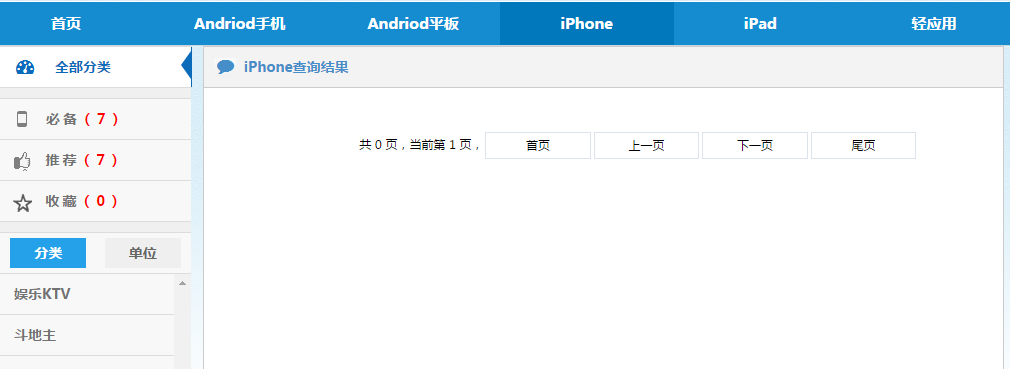 首页 Andriod手机 Andriod平板 iPhone iPad 轻应用
全部分类
iPhone查询结果
必备（7）
推荐（7）
收藏（0）
分类 单位
娱乐KTV
斗地主
共 0 页，当前第 1 页， 首页 上一页 下一页 尾页